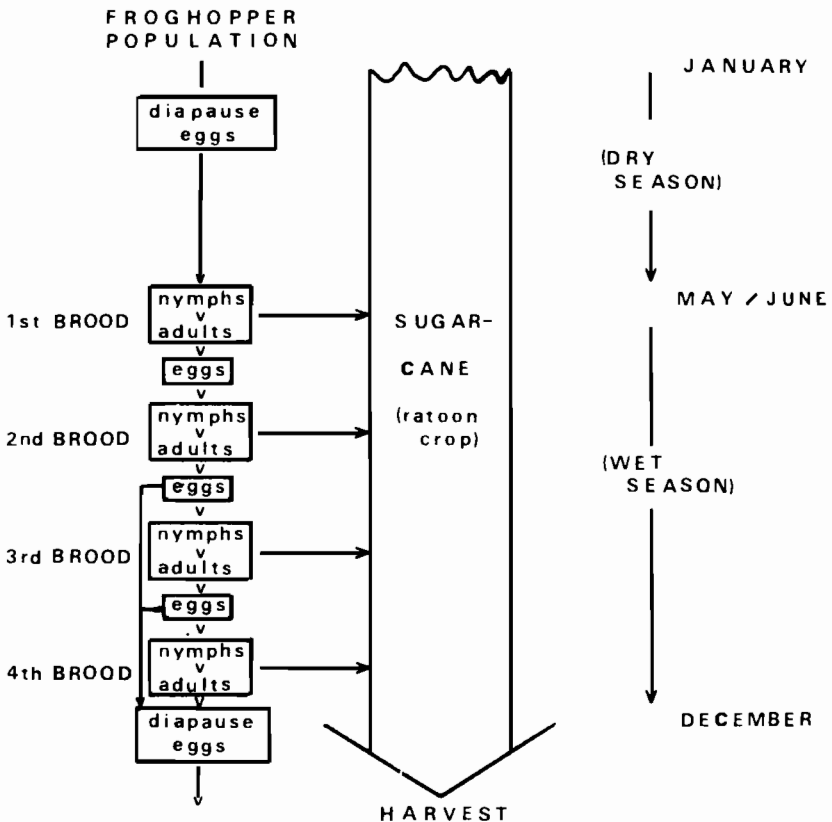 FROGHOPPER
POPULATION
diapause
eggs
JANUARY
(DRY
SEASON)
MAY / JUNE
1st BROOD
nymphs
v
adults
v
eggs
v
2nd BROOD
nymphs
v
adults
v
eggs
v
3rd BROOD
nymphs
v
adults
v
eggs
v
4th BROOD
nymphs
v
adults
diapause
eggs
SUGAR-
CANE
(ratoon
crop)
(WET
SEASON)
DECEMBER
HARVEST